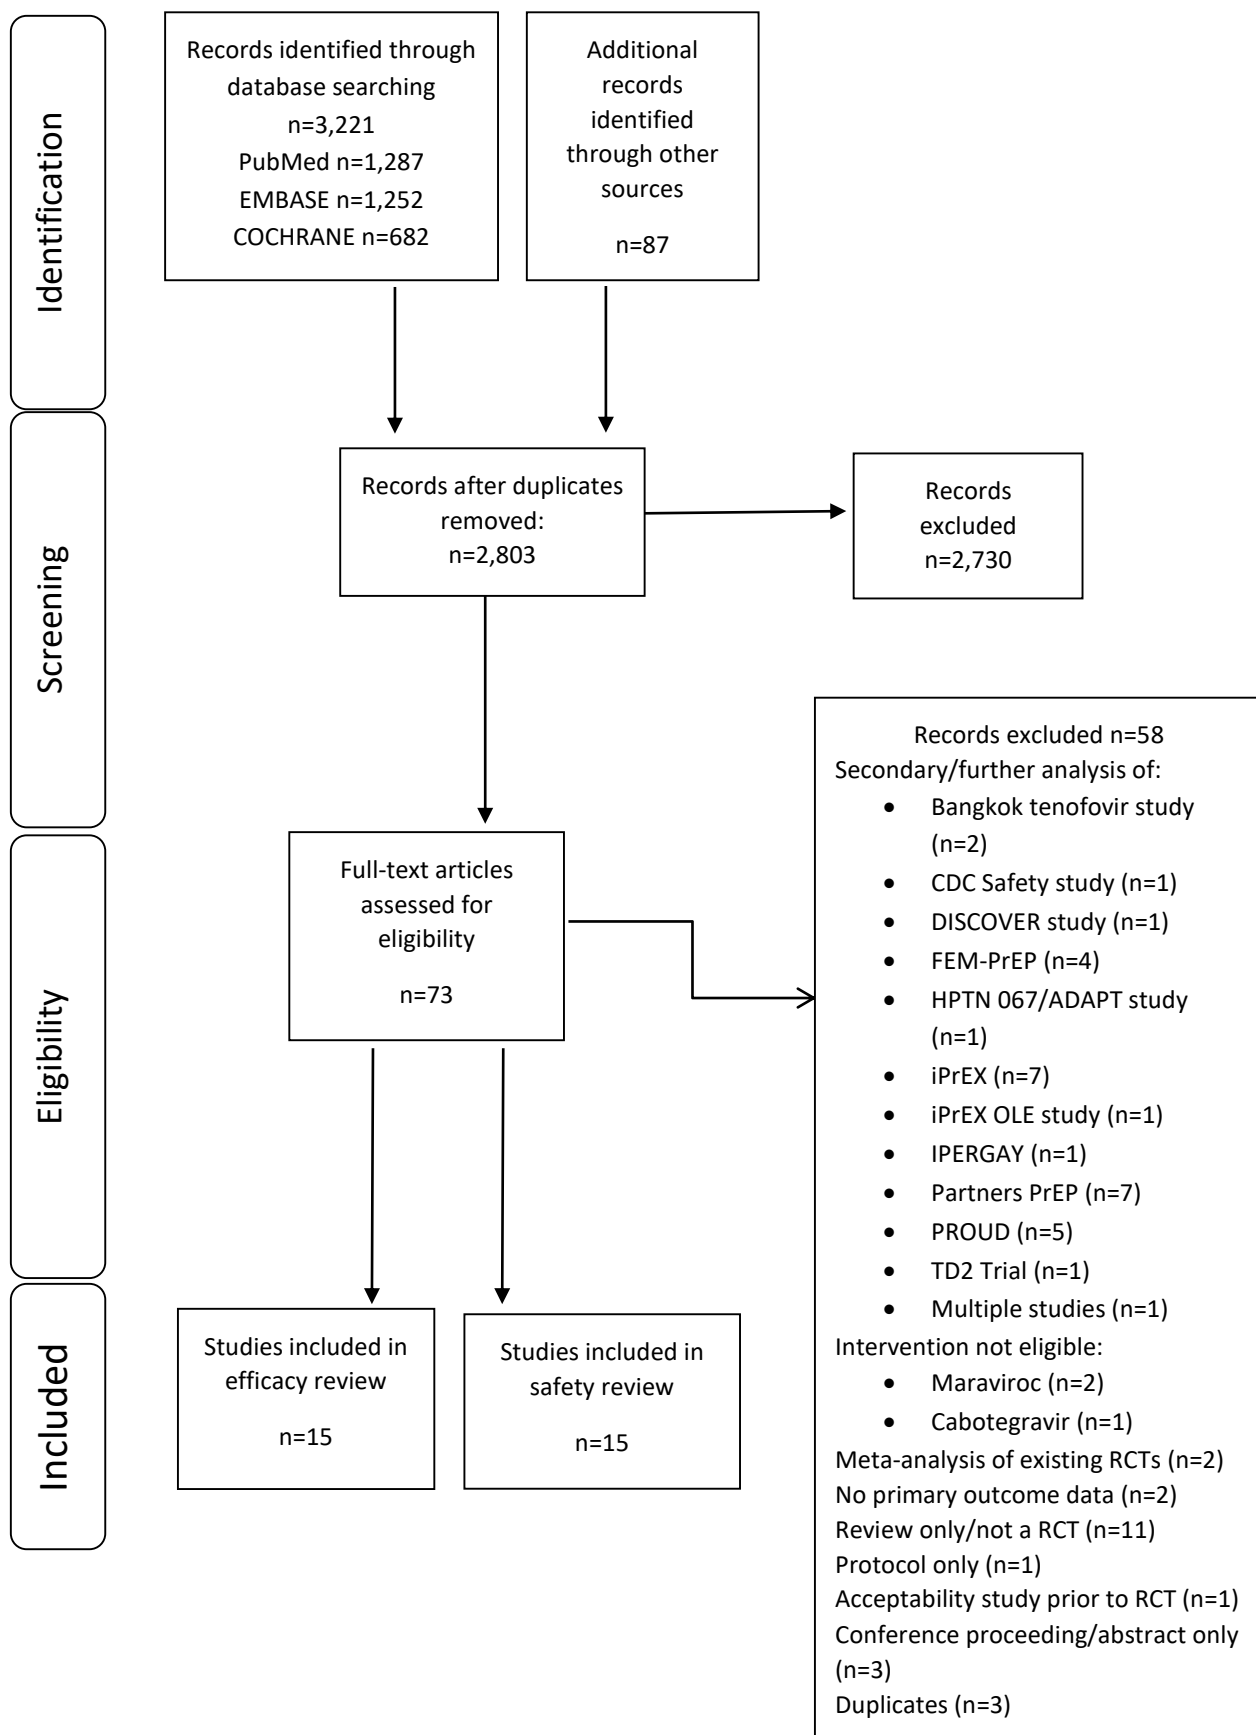 Identification
Records identified through
database searching
n=3,221
PubMed n=1,287
EMBASE n=1,252
COCHRANE n=682
Additional
records
identified
through other
sources
n=87
Screening
Records after duplicates
removed:
n=2,803
Records
excluded
n=2,730
Eligibility
Full-text articles
assessed for
eligibility
n=73
Records excluded n=58
Secondary/further analysis of:
• Bangkok tenofovir study
(n=2)
• CDC Safety study (n=1)
• DISCOVER study (n=1)
• FEM-PrEP (n=4)
• HPTN 067/ADAPT study
(n=1)
• iPrEX (n=7)
• iPrEX OLE study (n=1)
• IPERGAY (n=1)
• Partners PrEP (n=7)
• PROUD (n=5)
• TD2 Trial (n=1)
• Multiple studies (n=1)
Intervention not eligible:
• Maraviroc (n=2)
• Cabotegravir (n=1)
Meta-analysis of existing RCTs (n=2)
No primary outcome data (n=2)
Review only/not a RCT (n=11)
Protocol only (n=1)
Acceptability study prior to RCT (n=1)
Conference proceeding/abstract only
(n=3)
Duplicates (n=3)
Included
Studies included in
efficacy review
n=15
Studies included in
safety review
n=15